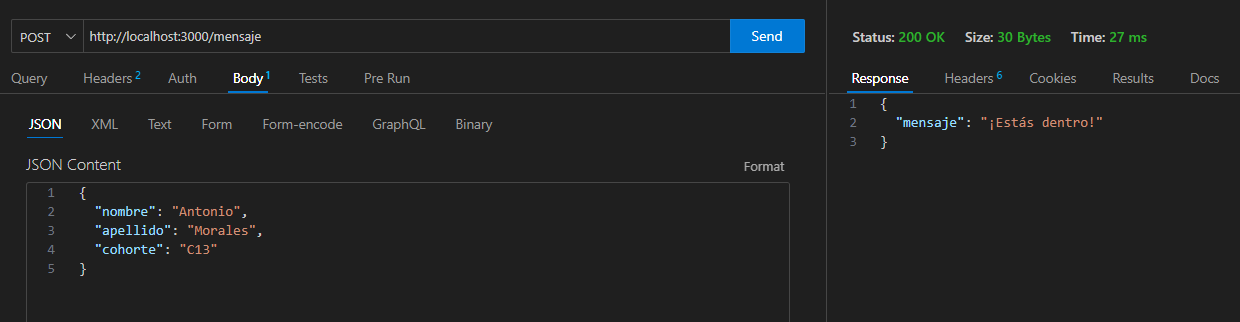 POST http://localhost:3000/mensaje Send
Query Headers 2 Auth Body 1 Tests Pre Run
JSON XML Text Form Form-encode GraphQL Binary
JSON Content Format
1 {
2 "nombre": "Antonio",
3 "apellido": "Morales",
4 "cohorte": "C13"
5 }
Status: 200 OK Size: 30 Bytes Time: 27 ms
Response Headers 6 Cookies Results Docs
1 {
2 "mensaje": "¡Estás dentro!"
3 }